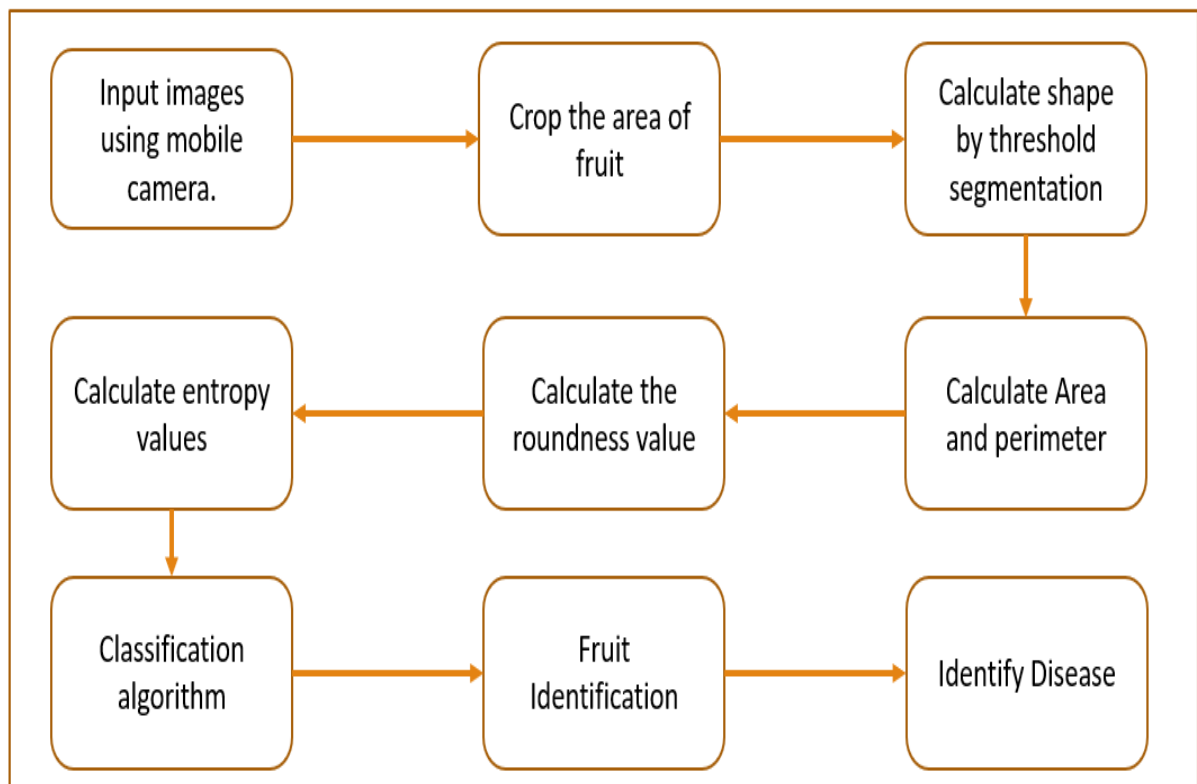 Input images
using mobile
camera.
Crop the area of
fruit
Calculate shape
by threshold
segmentation
Calculate Area
and perimeter
Calculate the
roundness value
Calculate entropy
values
Classification
algorithm
Fruit
Identification
Identify Disease